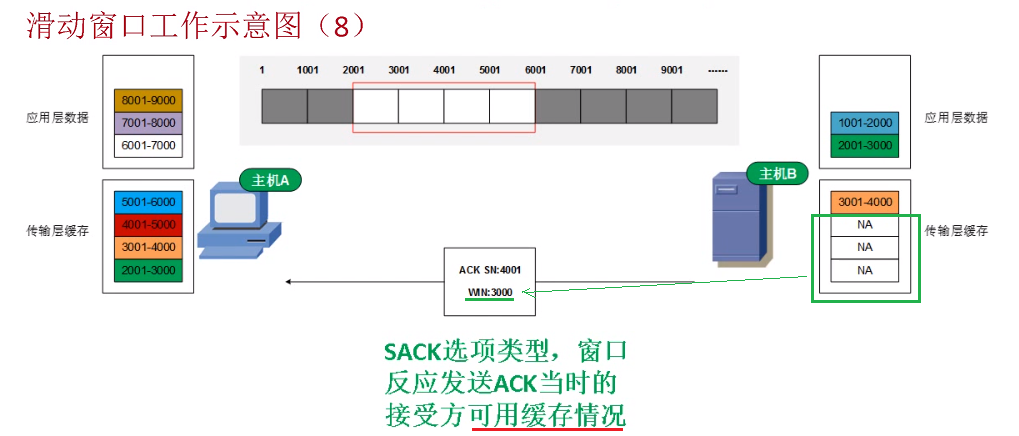 滑动窗口工作示意图（8）
1 1001 2001 3001 4001 5001 6001 7001 8001 9001 ······
应用层数据
8001-9000
7001-8000
6001-7000
1001-2000
2001-3000
应用层数据
主机A
主机B
传输层缓存
5001-6000
4001-5000
3001-4000
2001-3000
3001-4000
NA
NA
NA
传输层缓存
ACK SN:4001
WIN:3000
SACK选项类型，窗口
反应发送ACK当时的
接受方可用缓存情况